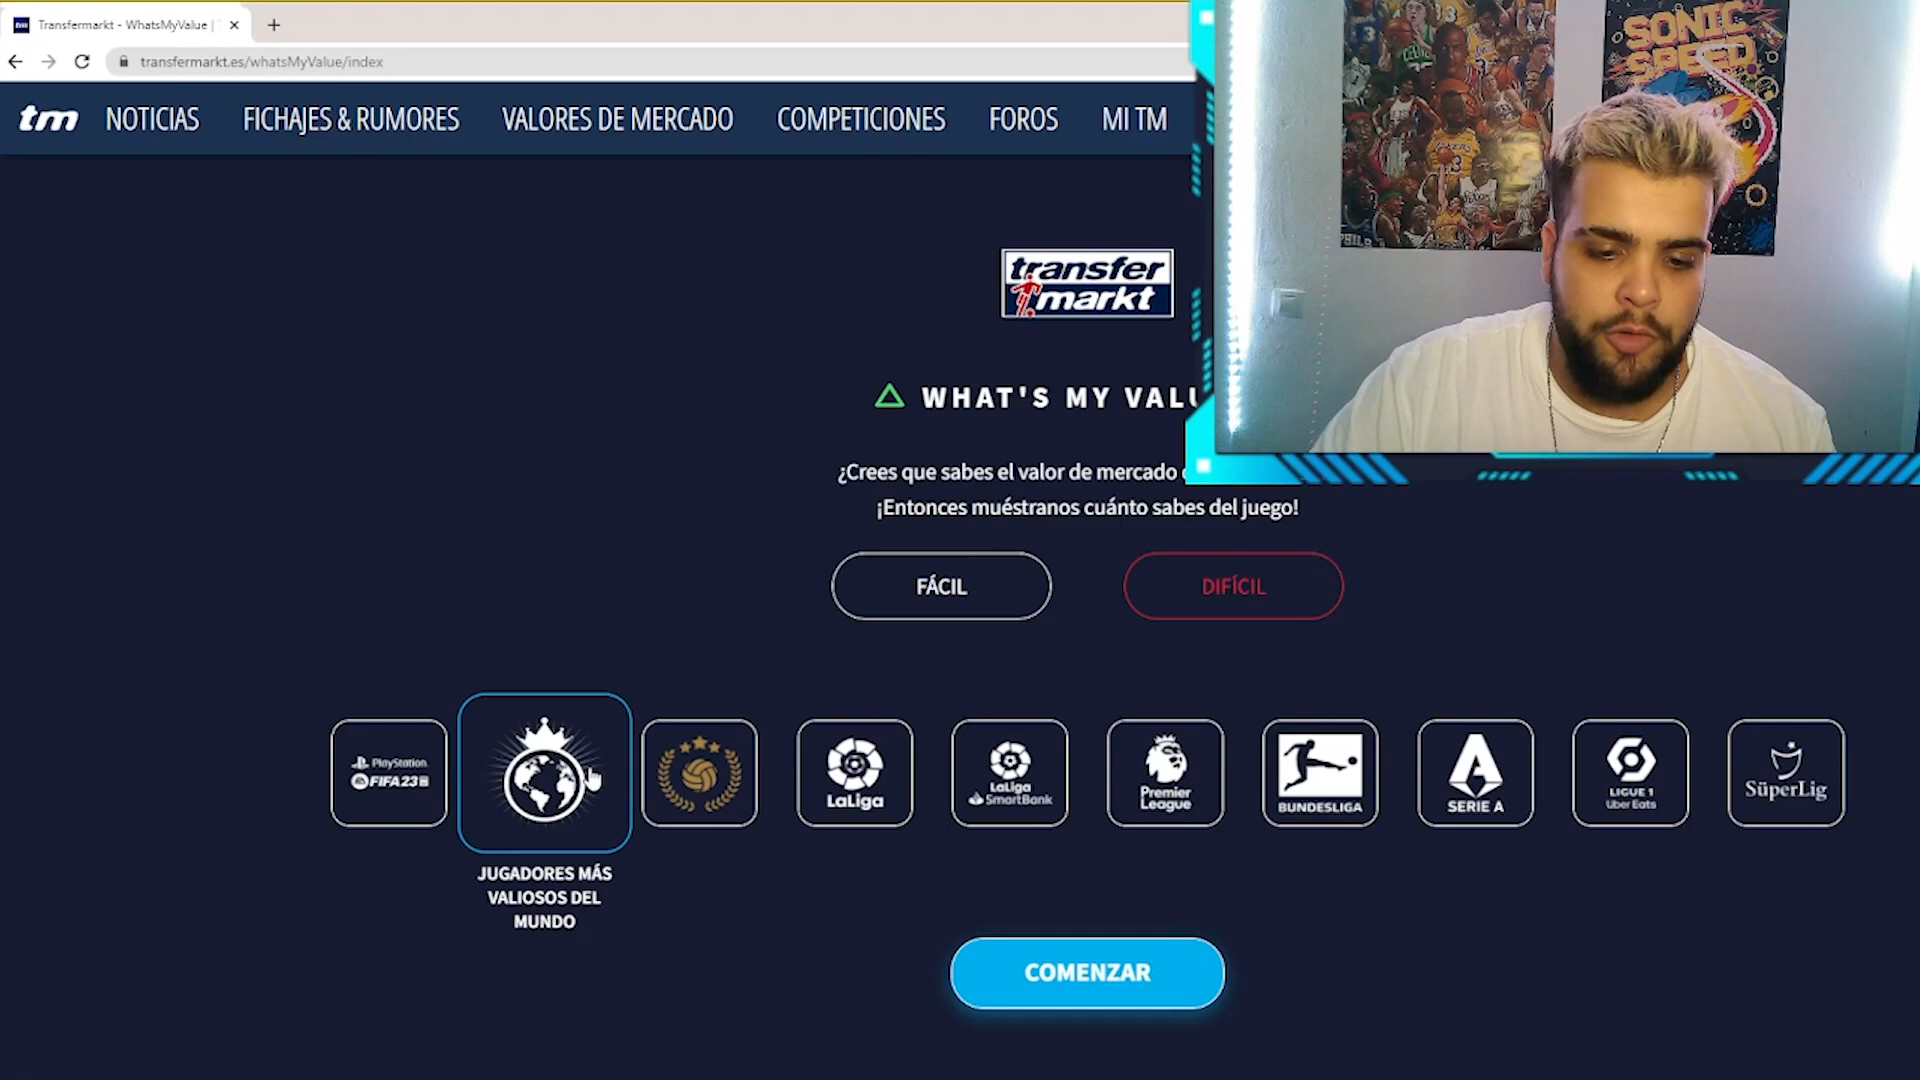 Transfermarkt - WhatsMyValue |
transfermarkt.es/whatsMyValue/index
tm NOTICIAS FICHAJES & RUMORES VALORES DE MERCADO COMPETICIONES FOROS MI TM
transfer
markt
WHAT'S MY VALU
¿Crees que sabes el valor de mercado
¡Entonces muéstranos cuánto sabes del juego!
FÁCIL DIFÍCIL
PlayStation
FIFA23
LaLiga
LaLiga
SmartBank
Premier
League
BUNDESLIGA
SERIE A
LIGUE 1
Uber Eats
SüperLig
JUGADORES MÁS
VALIOSOS DEL
MUNDO
COMENZAR
SONIC
SPEED
CELTIC
LAKERS